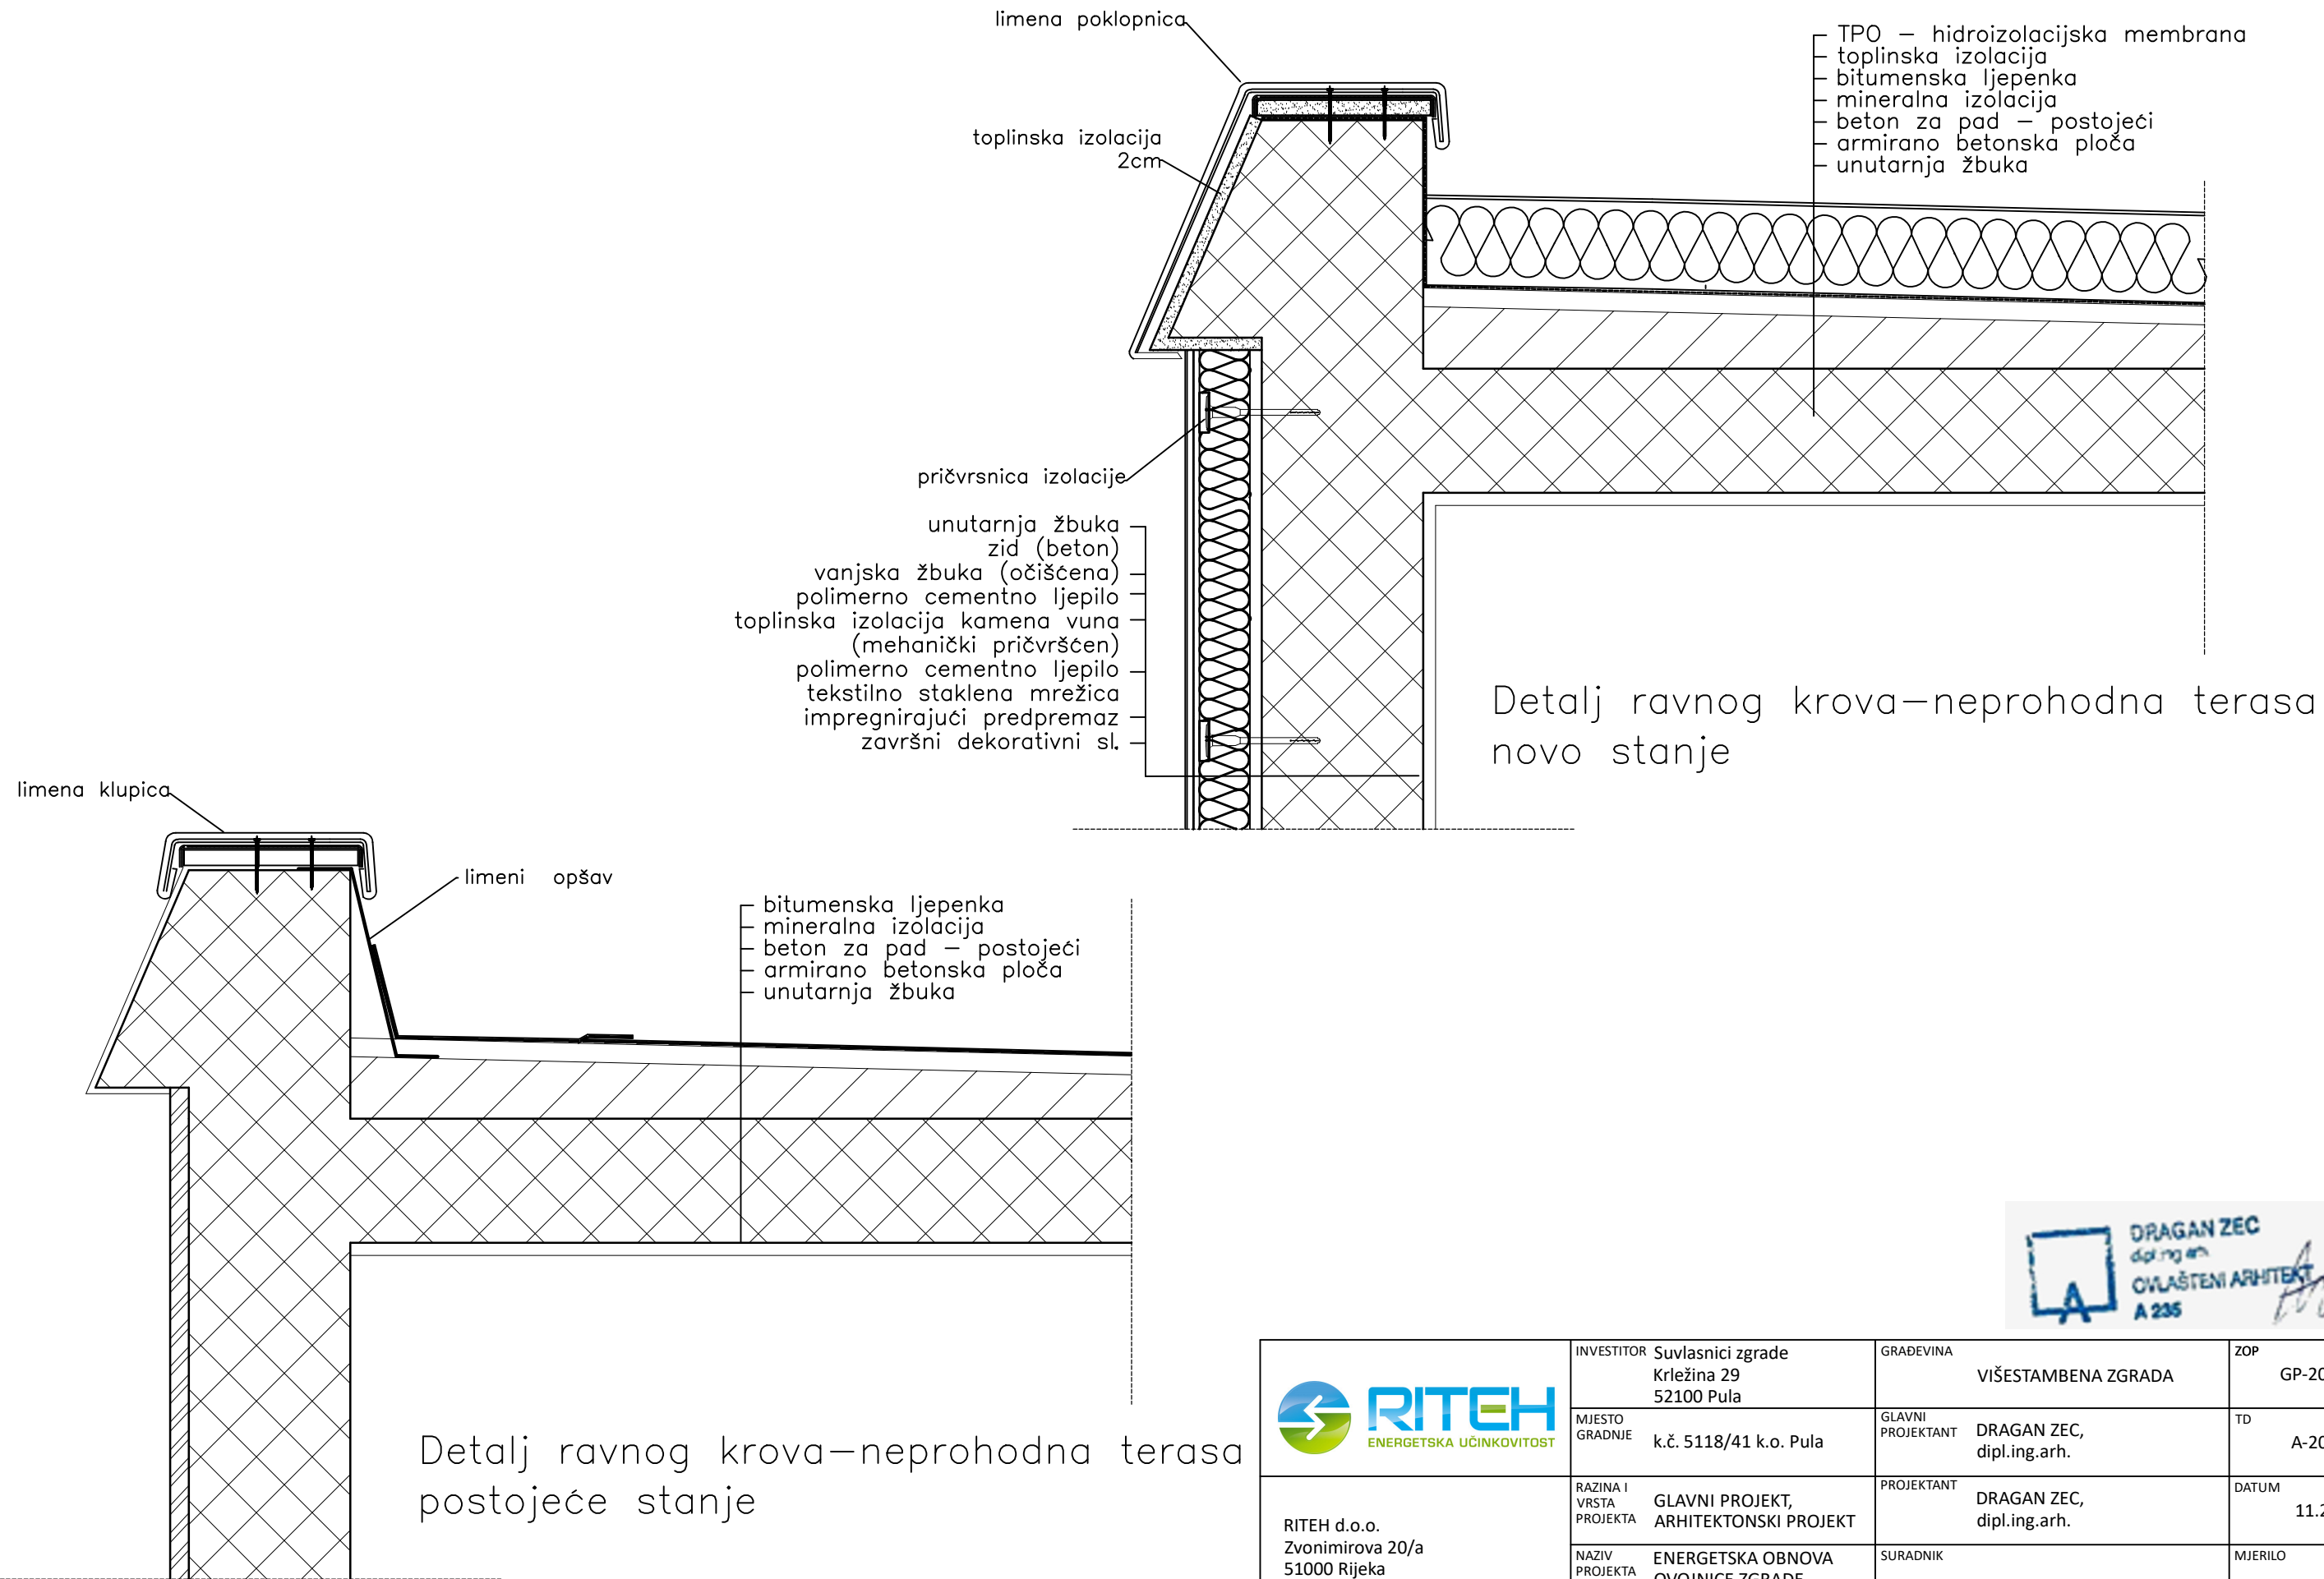 limena poklopnica
toplinska izolacija
2cm
TPO – hidroizolacijska membrana
toplinska izolacija
bitumenska ljepenka
mineralna izolacija
beton za pad – postojeći
armirano betonska ploča
unutarnja žbuka
pričvrsnica izolacije
unutarnja žbuka
zid (beton)
vanjska žbuka (očišćena)
polimerno cementno ljepilo
toplinska izolacija kamena vuna
(mehanički pričvršćen)
polimerno cementno ljepilo
tekstilno staklena mrežica
impregnirajući predpremaz
završni dekorativni sl.
Detalj ravnog krova–neprohodna terasa
novo stanje
limena klupica
limeni opšav
bitumenska ljepenka
mineralna izolacija
beton za pad – postojeći
armirano betonska ploča
unutarnja žbuka
Detalj ravnog krova–neprohodna terasa
postojeće stanje
DRAGAN ZEC
dipl.ing.arh
OVLAŠTENI ARHITEKT
A 235
RITEH
ENERGETSKA UČINKOVITOST
RITEH d.o.o.
Zvonimirova 20/a
51000 Rijeka
INVESTITOR Suvlasnici zgrade
Krležina 29
52100 Pula
MJESTO
GRADNJE k.č. 5118/41 k.o. Pula
RAZINA I
VRSTA
PROJEKTA
GLAVNI PROJEKT,
ARHITEKTONSKI PROJEKT
NAZIV
PROJEKTA
ENERGETSKA OBNOVA
OVOJNICE ZGRADE
GRAĐEVINA
VIŠESTAMBENA ZGRADA
GLAVNI
PROJEKTANT
DRAGAN ZEC,
dipl.ing.arh.
PROJEKTANT
DRAGAN ZEC,
dipl.ing.arh.
SURADNIK
ZOP
GP-20
TD
A-20
DATUM
11.2
MJERILO